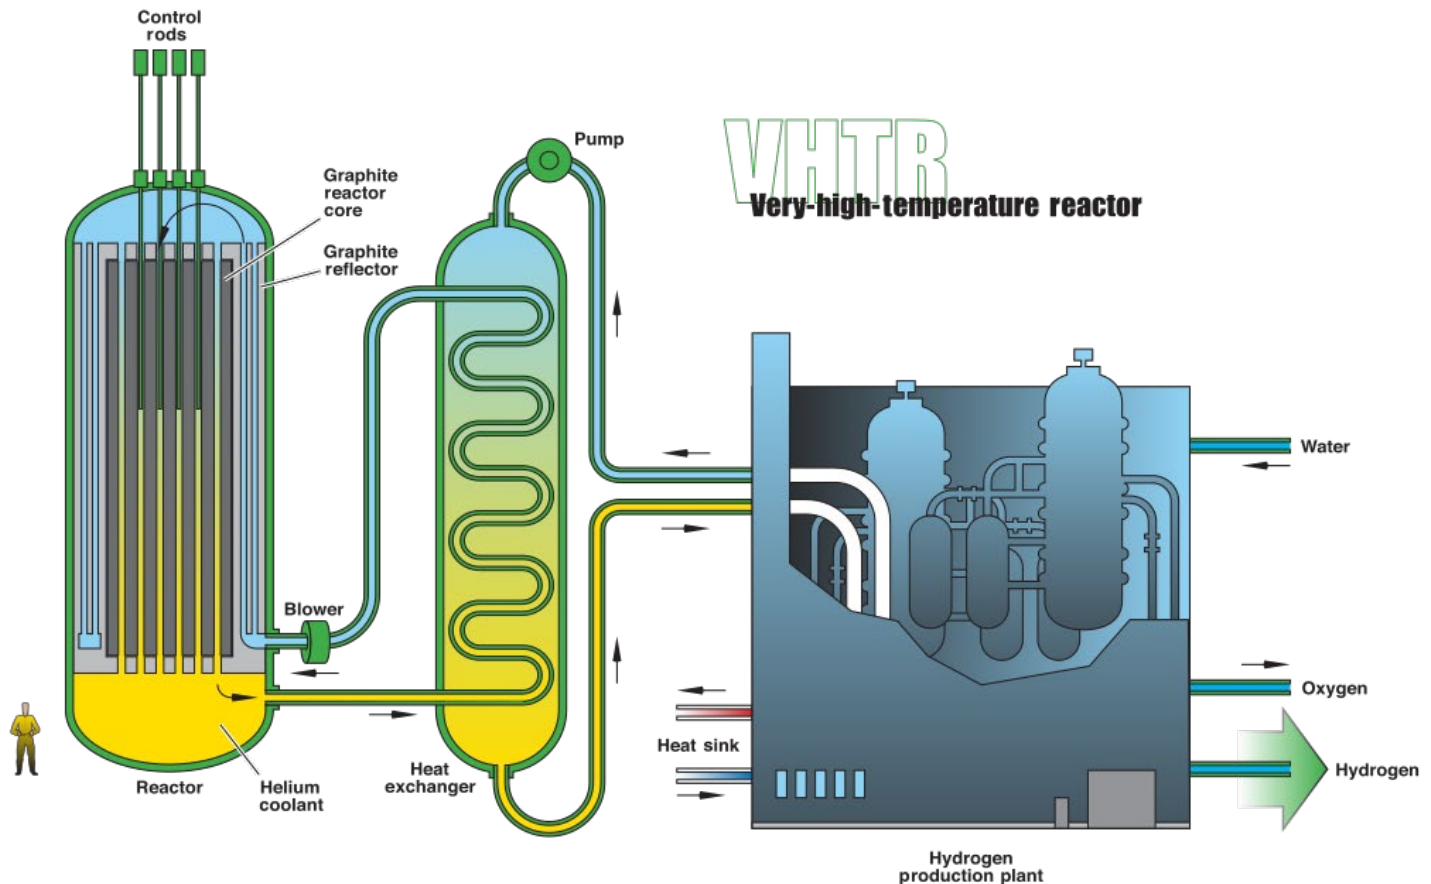 Control
rods
Pump
VHTR
Very-high-temperature reactor
Graphite
reactor
core
Graphite
reflector
Water
Blower
Oxygen
Heat sink
Hydrogen
Reactor
Helium
coolant
Heat
exchanger
Hydrogen
production plant